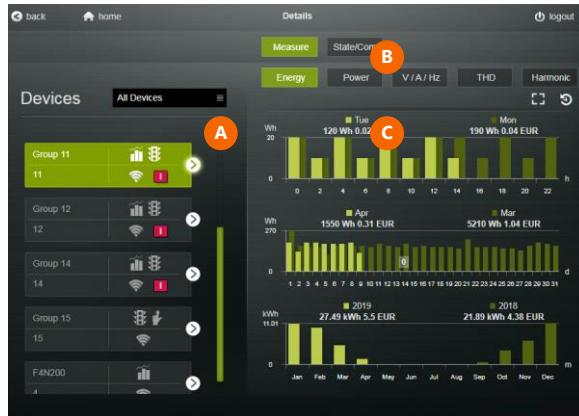 back home Details logout
Measure State/Com
B
Energy Power V / A / Hz THD Harmonic
Devices All Devices
A
C
Tue Mon
Wh 120 Wh 0.02 190 Wh 0.04 EUR
20
0
0 2 4 6 8 10 12 14 16 18 20 22 h
Group 11
11 I
Group 12
12 I
Group 14
14 I
Group 15
15
F4N200
4
Apr Mar
Wh 1550 Wh 0.31 EUR 5210 Wh 1.04 EUR
270
0
0
1 2 3 4 5 6 7 8 9 10 11 12 13 14 15 16 17 18 19 20 21 22 23 24 25 26 27 28 29 30 31 d
2019 2018
kWh 27.49 kWh 5.5 EUR 21.89 kWh 4.38 EUR
11.01
0
Jan Feb Mar Apr May Jun Jul Aug Sep Oct Nov Dec m